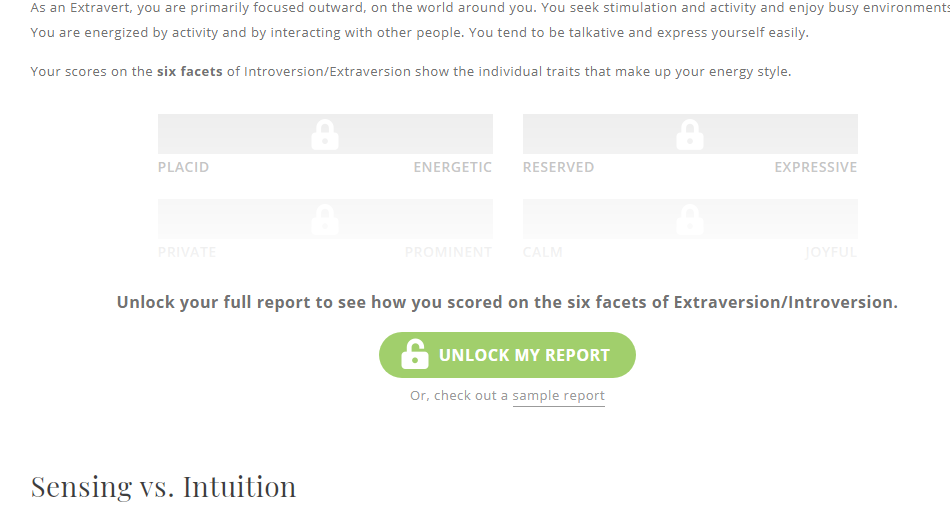 As an Extravert, you are primarily focused outward, on the world around you. You seek stimulation and activity and enjoy busy environments
You are energized by activity and by interacting with other people. You tend to be talkative and express yourself easily.
Your scores on the six facets of Introversion/Extraversion show the individual traits that make up your energy style.
PLACID ENERGETIC RESERVED EXPRESSIVE
PRIVATE PROMINENT CALM JOYFUL
Unlock your full report to see how you scored on the six facets of Extraversion/Introversion.
UNLOCK MY REPORT
Or, check out a sample report
Sensing vs. Intuition